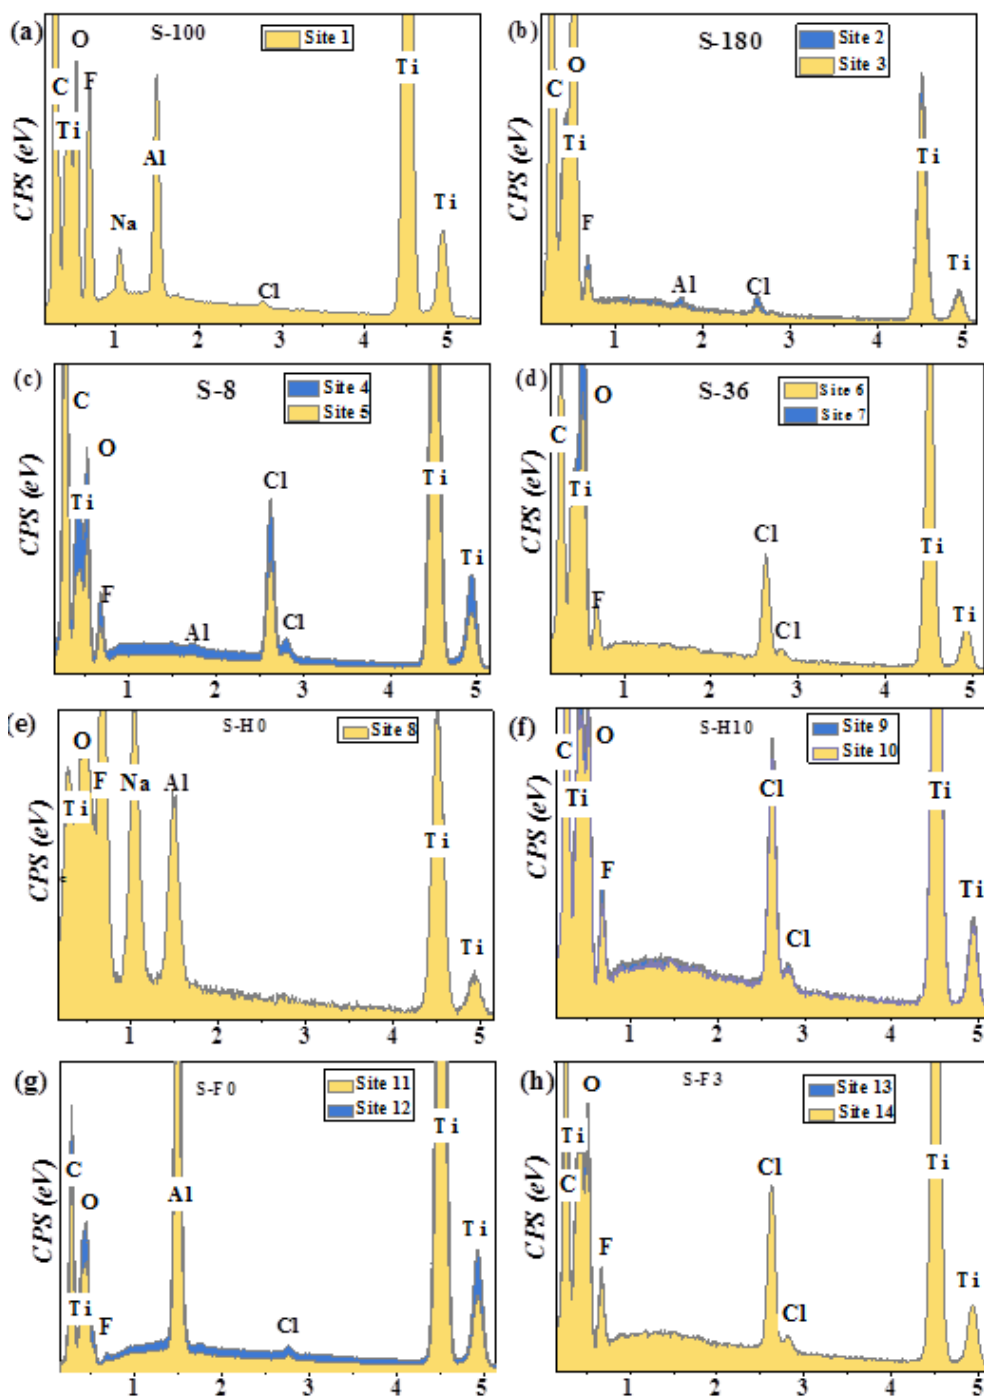 (a) S-100 Site 1
CPS (eV)
C O Ti F Na Al Cl Ti Ti
1 2 3 4 5
(b) S-180 Site 2
Site 3
CPS (eV)
C O Ti F Al Cl Ti Ti
1 2 3 4 5
(c) S-8 Site 4
Site 5
CPS (eV)
C O Ti F Al Cl Cl Ti Ti
1 2 3 4 5
(d) S-36 Site 6
Site 7
CPS (eV)
C O Ti F Cl Cl Ti Ti
1 2 3 4 5
(e) S-H0 Site 8
CPS (eV)
Ti O F Na Al Ti Ti
1 2 3 4 5
(f) S-H10 Site 9
Site 10
CPS (eV)
C O Ti F Cl Cl Ti Ti
1 2 3 4 5
(g) S-F0 Site 11
Site 12
CPS (eV)
C O Ti F Al Cl Ti Ti
1 2 3 4 5
(h) S-F3 Site 13
Site 14
CPS (eV)
Ti C O F Cl Cl Ti Ti
1 2 3 4 5